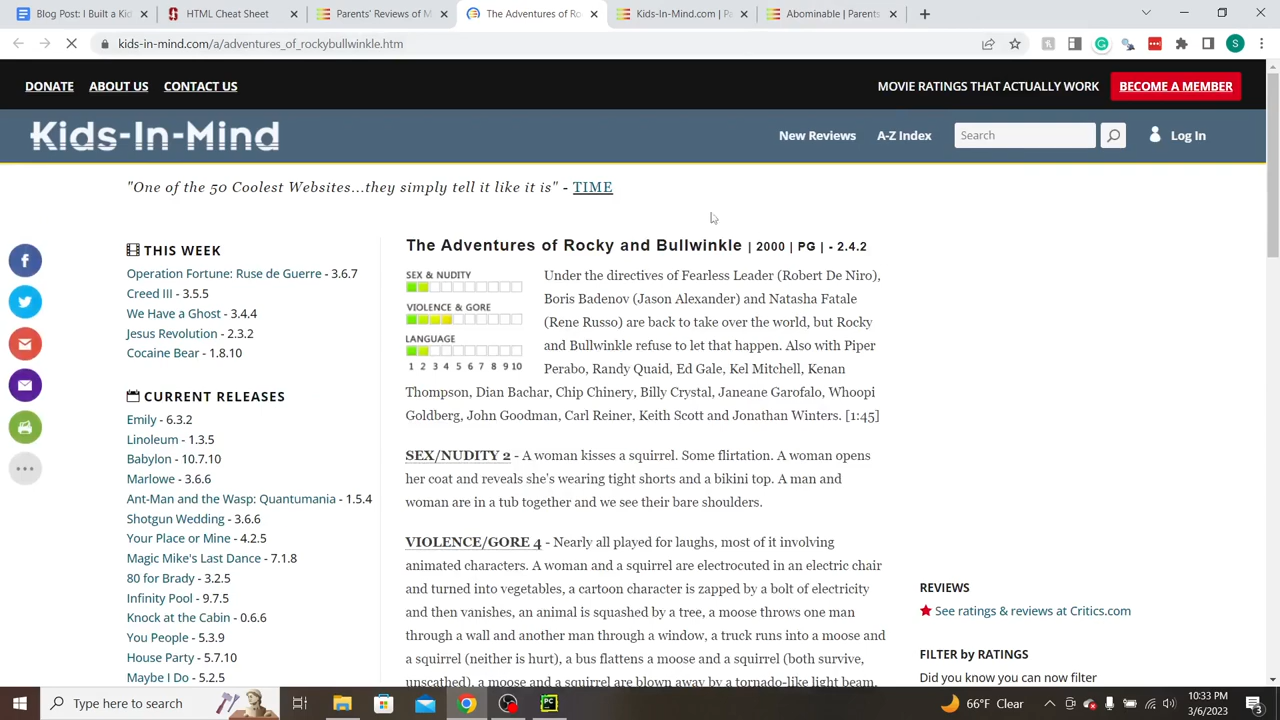 Blog Post: I Built a Kid
HTML Cheat Sheet
Parents' Reviews of M
The Adventures of Ro
Kids-In-Mind.com | Pa
Abominable | Parents
kids-in-mind.com/a/adventures_of_rockybullwinkle.htm
S
DONATE ABOUT US CONTACT US
MOVIE RATINGS THAT ACTUALLY WORK BECOME A MEMBER
Kids-In-Mind
New Reviews A-Z Index Search Log In
"One of the 50 Coolest Websites...they simply tell it like it is" - TIME
THIS WEEK
Operation Fortune: Ruse de Guerre - 3.6.7
Creed III - 3.5.5
We Have a Ghost - 3.4.4
Jesus Revolution - 2.3.2
Cocaine Bear - 1.8.10
CURRENT RELEASES
Emily - 6.3.2
Linoleum - 1.3.5
Babylon - 10.7.10
Marlowe - 3.6.6
Ant-Man and the Wasp: Quantumania - 1.5.4
Shotgun Wedding - 3.6.6
Your Place or Mine - 4.2.5
Magic Mike's Last Dance - 7.1.8
80 for Brady - 3.2.5
Infinity Pool - 9.7.5
Knock at the Cabin - 0.6.6
You People - 5.3.9
House Party - 5.7.10
Maybe I Do - 5.2.5
The Adventures of Rocky and Bullwinkle | 2000 | PG | - 2.4.2
SEX & NUDITY
VIOLENCE & GORE
LANGUAGE
1 2 3 4 5 6 7 8 9 10
Under the directives of Fearless Leader (Robert De Niro),
Boris Badenov (Jason Alexander) and Natasha Fatale
(Rene Russo) are back to take over the world, but Rocky
and Bullwinkle refuse to let that happen. Also with Piper
Perabo, Randy Quaid, Ed Gale, Kel Mitchell, Kenan
Thompson, Dian Bachar, Chip Chinery, Billy Crystal, Janeane Garofalo, Whoopi
Goldberg, John Goodman, Carl Reiner, Keith Scott and Jonathan Winters. [1:45]
SEX/NUDITY 2 - A woman kisses a squirrel. Some flirtation. A woman opens
her coat and reveals she's wearing tight shorts and a bikini top. A man and
woman are in a tub together and we see their bare shoulders.
VIOLENCE/GORE 4 - Nearly all played for laughs, most of it involving
animated characters. A woman and a squirrel are electrocuted in an electric chair
and turned into vegetables, a cartoon character is zapped by a bolt of electricity
and then vanishes, an animal is squashed by a tree, a moose throws one man
through a wall and another man through a window, a truck runs into a moose and
a squirrel (neither is hurt), a bus flattens a moose and a squirrel (both survive,
unscathed), a moose and a squirrel are blown away by a tornado-like light beam,
REVIEWS
See ratings & reviews at Critics.com
FILTER by RATINGS
Did you know you can now filter
Type here to search
PC
66°F Clear
10:33 PM
3/6/2023
3